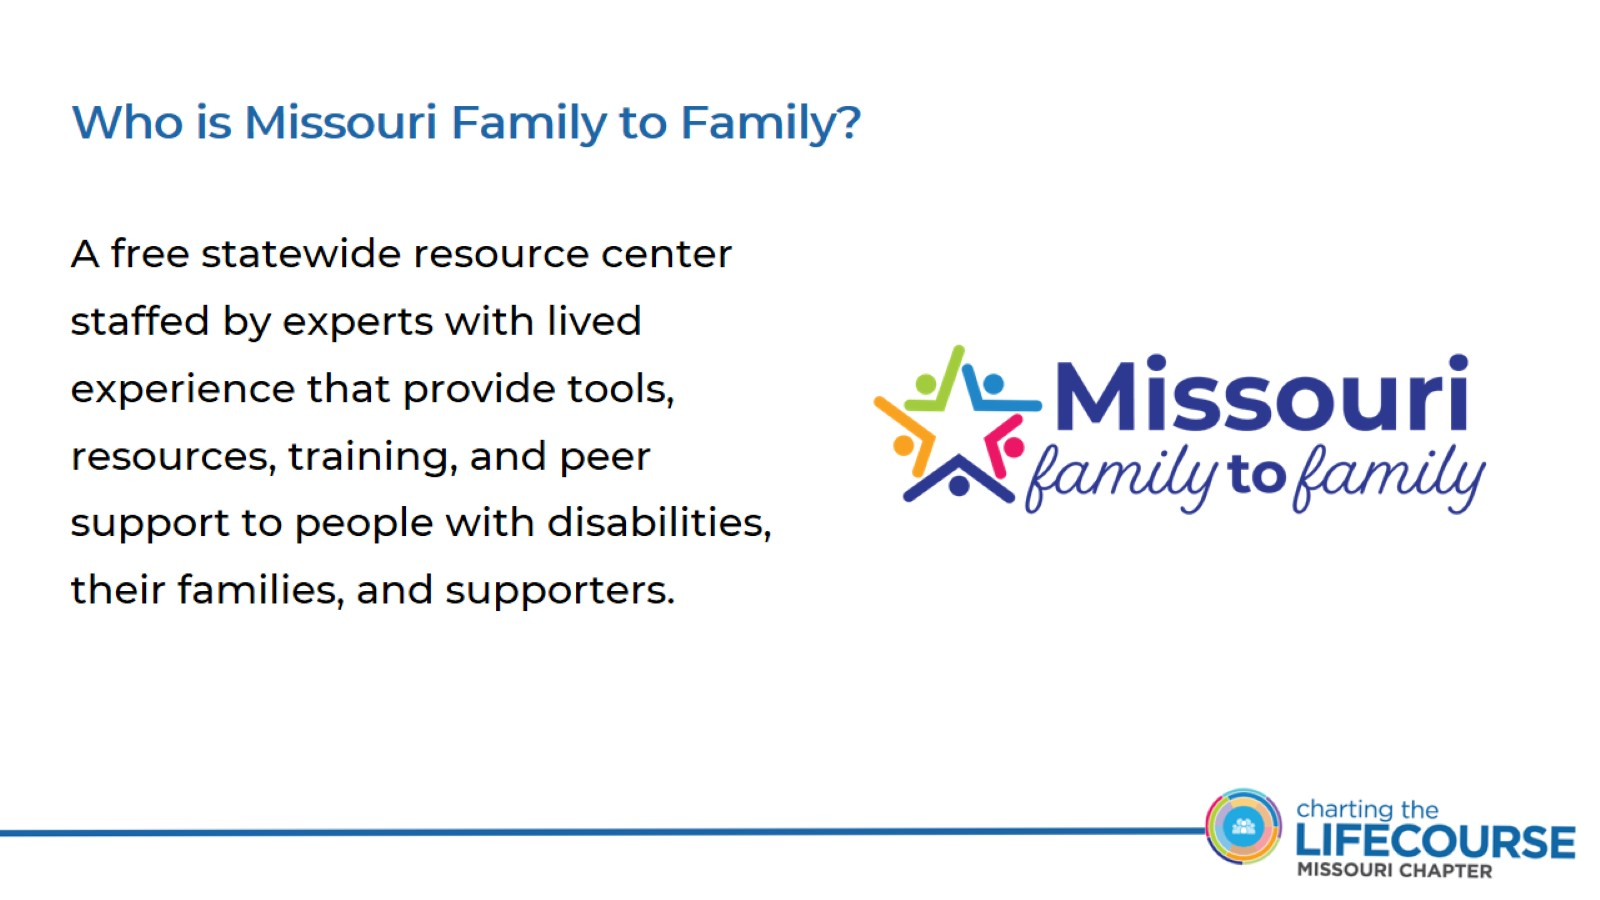 Who is Missouri Family to Family?
A free statewide resource center
staffed by experts with lived
experience that provide tools,
resources, training, and peer
support to people with disabilities,
their families, and supporters.
Missouri
family to family
charting the
LIFECOURSE
MISSOURI CHAPTER